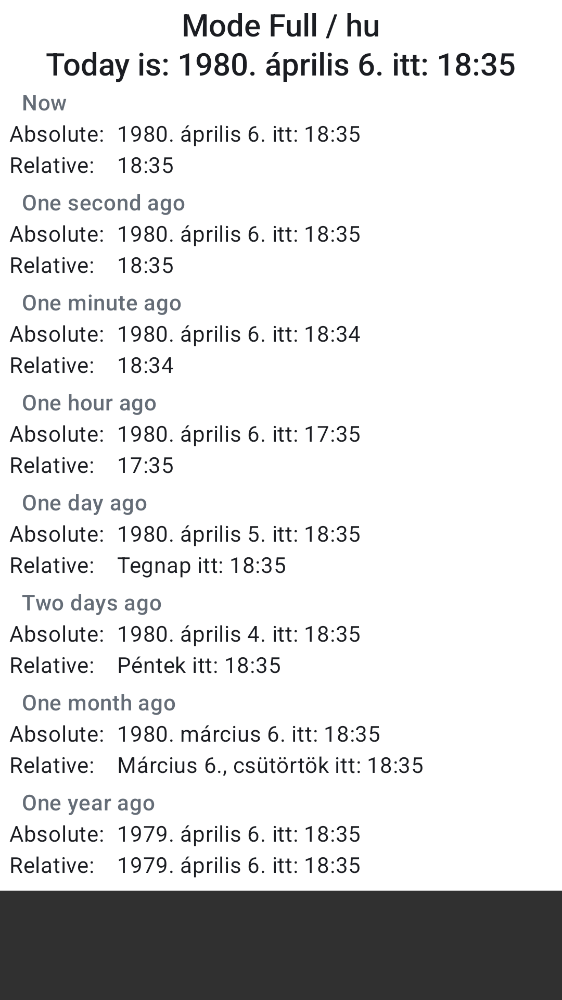 Mode Full / hu
Today is: 1980. április 6. itt: 18:35
Now
Absolute: 1980. április 6. itt: 18:35
Relative: 18:35
One second ago
Absolute: 1980. április 6. itt: 18:35
Relative: 18:35
One minute ago
Absolute: 1980. április 6. itt: 18:34
Relative: 18:34
One hour ago
Absolute: 1980. április 6. itt: 17:35
Relative: 17:35
One day ago
Absolute: 1980. április 5. itt: 18:35
Relative: Tegnap itt: 18:35
Two days ago
Absolute: 1980. április 4. itt: 18:35
Relative: Péntek itt: 18:35
One month ago
Absolute: 1980. március 6. itt: 18:35
Relative: Március 6., csütörtök itt: 18:35
One year ago
Absolute: 1979. április 6. itt: 18:35
Relative: 1979. április 6. itt: 18:35